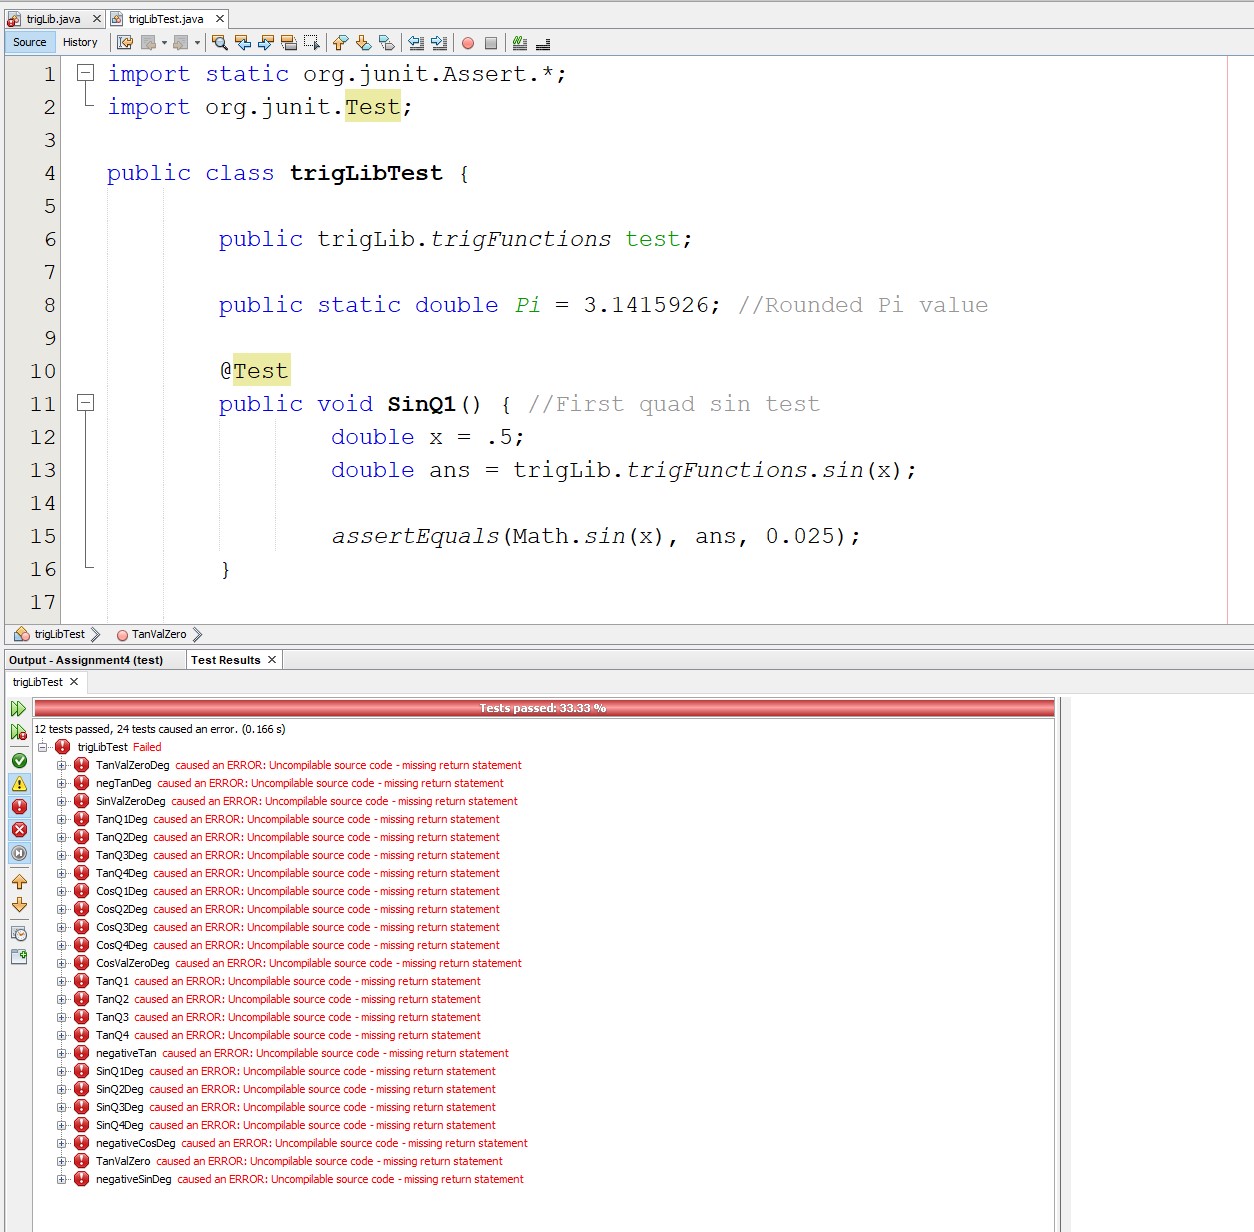 trigLib.java trigLibTest.java
Source History
1 import static org.junit.Assert.*;
2 import org.junit.Test;
3
4 public class trigLibTest {
5
6 public trigLib.trigFunctions test;
7
8 public static double Pi = 3.1415926; //Rounded Pi value
9
10 @Test
11 public void SinQ1() { //First quad sin test
12 double x = .5;
13 double ans = trigLib.trigFunctions.sin(x);
14
15 assertEquals(Math.sin(x), ans, 0.025);
16 }
17
trigLibTest TanValZero
Output - Assignment4 (test) Test Results
trigLibTest
Tests passed: 33.33 %
12 tests passed, 24 tests caused an error. (0.166 s)
trigLibTest Failed
TanValZeroDeg caused an ERROR: Uncompilable source code - missing return statement
negTanDeg caused an ERROR: Uncompilable source code - missing return statement
SinValZeroDeg caused an ERROR: Uncompilable source code - missing return statement
TanQ1Deg caused an ERROR: Uncompilable source code - missing return statement
TanQ2Deg caused an ERROR: Uncompilable source code - missing return statement
TanQ3Deg caused an ERROR: Uncompilable source code - missing return statement
TanQ4Deg caused an ERROR: Uncompilable source code - missing return statement
CosQ1Deg caused an ERROR: Uncompilable source code - missing return statement
CosQ2Deg caused an ERROR: Uncompilable source code - missing return statement
CosQ3Deg caused an ERROR: Uncompilable source code - missing return statement
CosQ4Deg caused an ERROR: Uncompilable source code - missing return statement
CosValZeroDeg caused an ERROR: Uncompilable source code - missing return statement
TanQ1 caused an ERROR: Uncompilable source code - missing return statement
TanQ2 caused an ERROR: Uncompilable source code - missing return statement
TanQ3 caused an ERROR: Uncompilable source code - missing return statement
TanQ4 caused an ERROR: Uncompilable source code - missing return statement
negativeTan caused an ERROR: Uncompilable source code - missing return statement
SinQ1Deg caused an ERROR: Uncompilable source code - missing return statement
SinQ2Deg caused an ERROR: Uncompilable source code - missing return statement
SinQ3Deg caused an ERROR: Uncompilable source code - missing return statement
SinQ4Deg caused an ERROR: Uncompilable source code - missing return statement
negativeCosDeg caused an ERROR: Uncompilable source code - missing return statement
TanValZero caused an ERROR: Uncompilable source code - missing return statement
negativeSinDeg caused an ERROR: Uncompilable source code - missing return statement